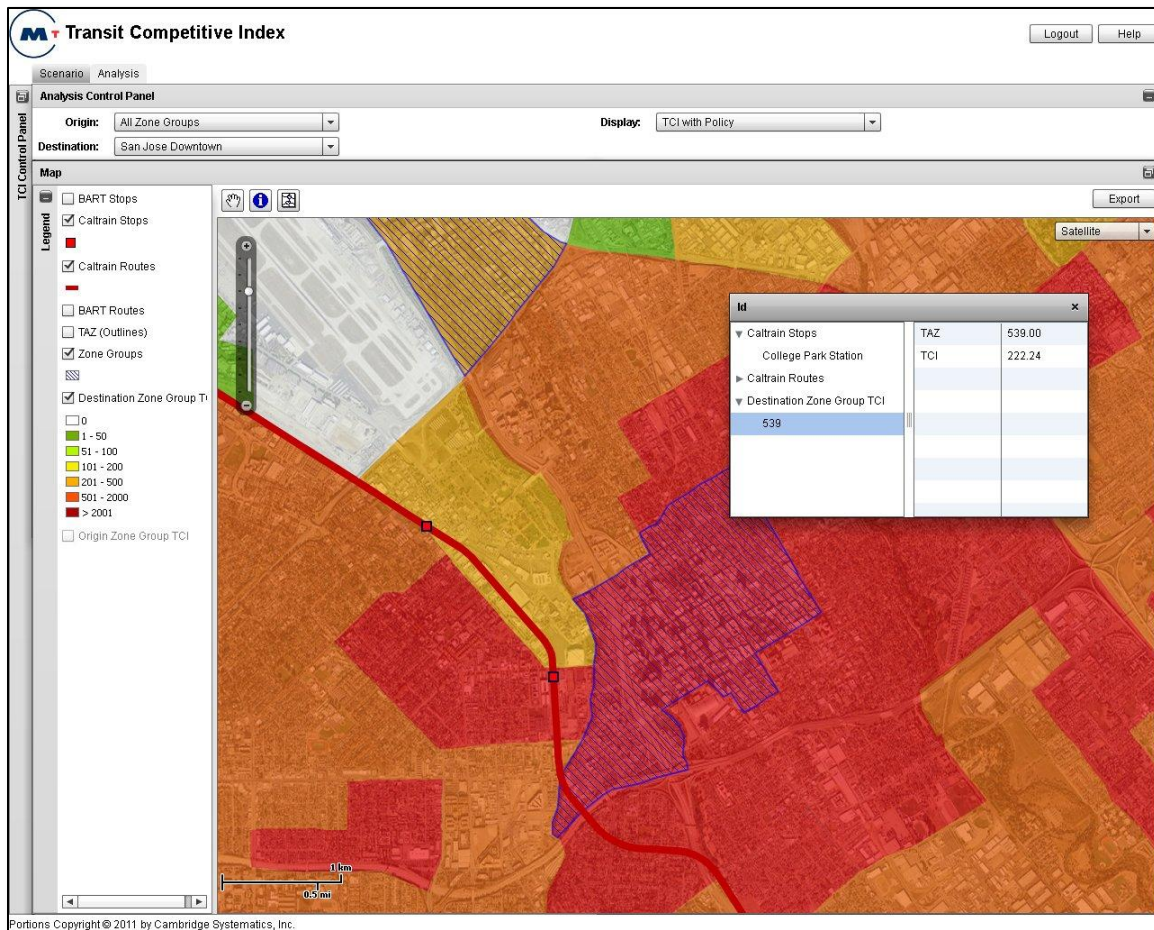 MT Transit Competitive Index
Logout Help
Scenario Analysis
TCI Control Panel
Analysis Control Panel
Origin: All Zone Groups Display: TCI with Policy
Destination: San Jose Downtown
Map
Legend
BART Stops
Caltrain Stops
Caltrain Routes
BART Routes
TAZ (Outlines)
Zone Groups
Destination Zone Group T
0
1 - 50
51 - 100
101 - 200
201 - 500
501 - 2000
> 2001
Origin Zone Group TCI
Export
Satellite
Id ×
Caltrain Stops
College Park Station
Caltrain Routes
Destination Zone Group TCI
539
TAZ 539.00
TCI 222.24
1 km
0.5 mi
Portions Copyright © 2011 by Cambridge Systematics, Inc.